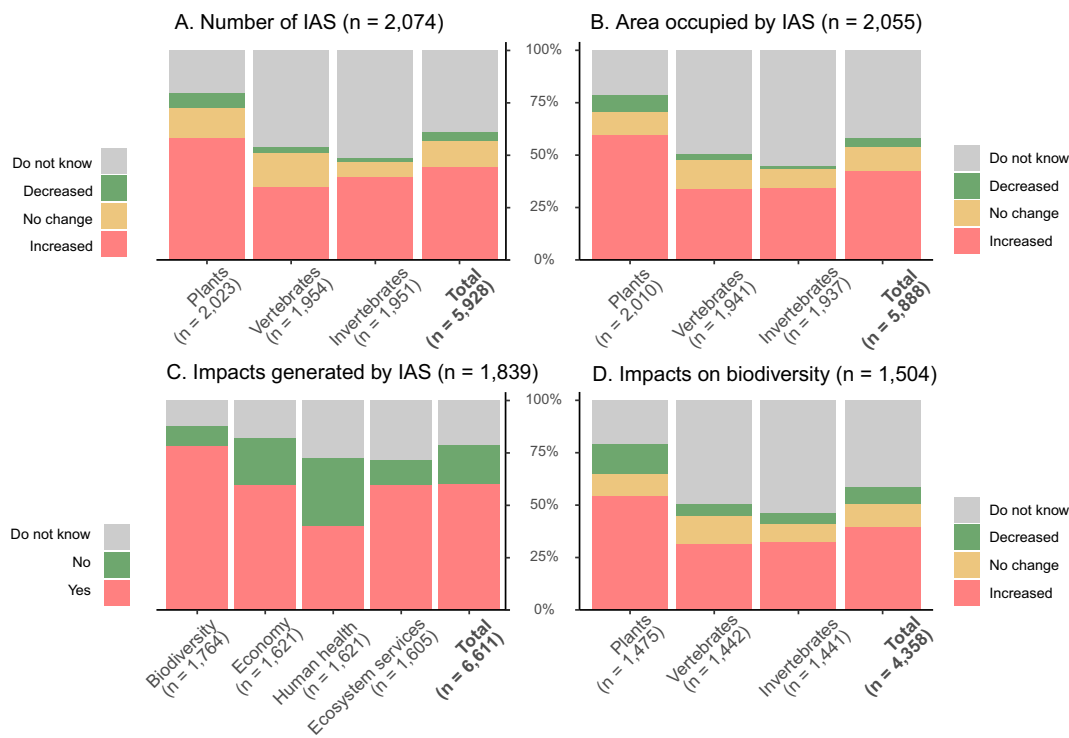 A. Number of IAS (n = 2,074)
B. Area occupied by IAS (n = 2,055)
100%
75%
50%
25%
0%
Do not know
Decreased
No change
Increased
Do not know
Decreased
No change
Increased
Plants
(n = 2,023)
Vertebrates
(n = 1,954)
Invertebrates
(n = 1,951)
Total
(n = 5,928)
Plants
(n = 2,010)
Vertebrates
(n = 1,941)
Invertebrates
(n = 1,937)
Total
(n = 5,888)
C. Impacts generated by IAS (n = 1,839)
D. Impacts on biodiversity (n = 1,504)
100%
75%
50%
25%
0%
Do not know
No
Yes
Do not know
Decreased
No change
Increased
Biodiversity
(n = 1,764)
Economy
(n = 1,621)
Human health
(n = 1,621)
Ecosystem services
(n = 1,605)
Total
(n = 6,611)
Plants
(n = 1,475)
Vertebrates
(n = 1,442)
Invertebrates
(n = 1,441)
Total
(n = 4,358)